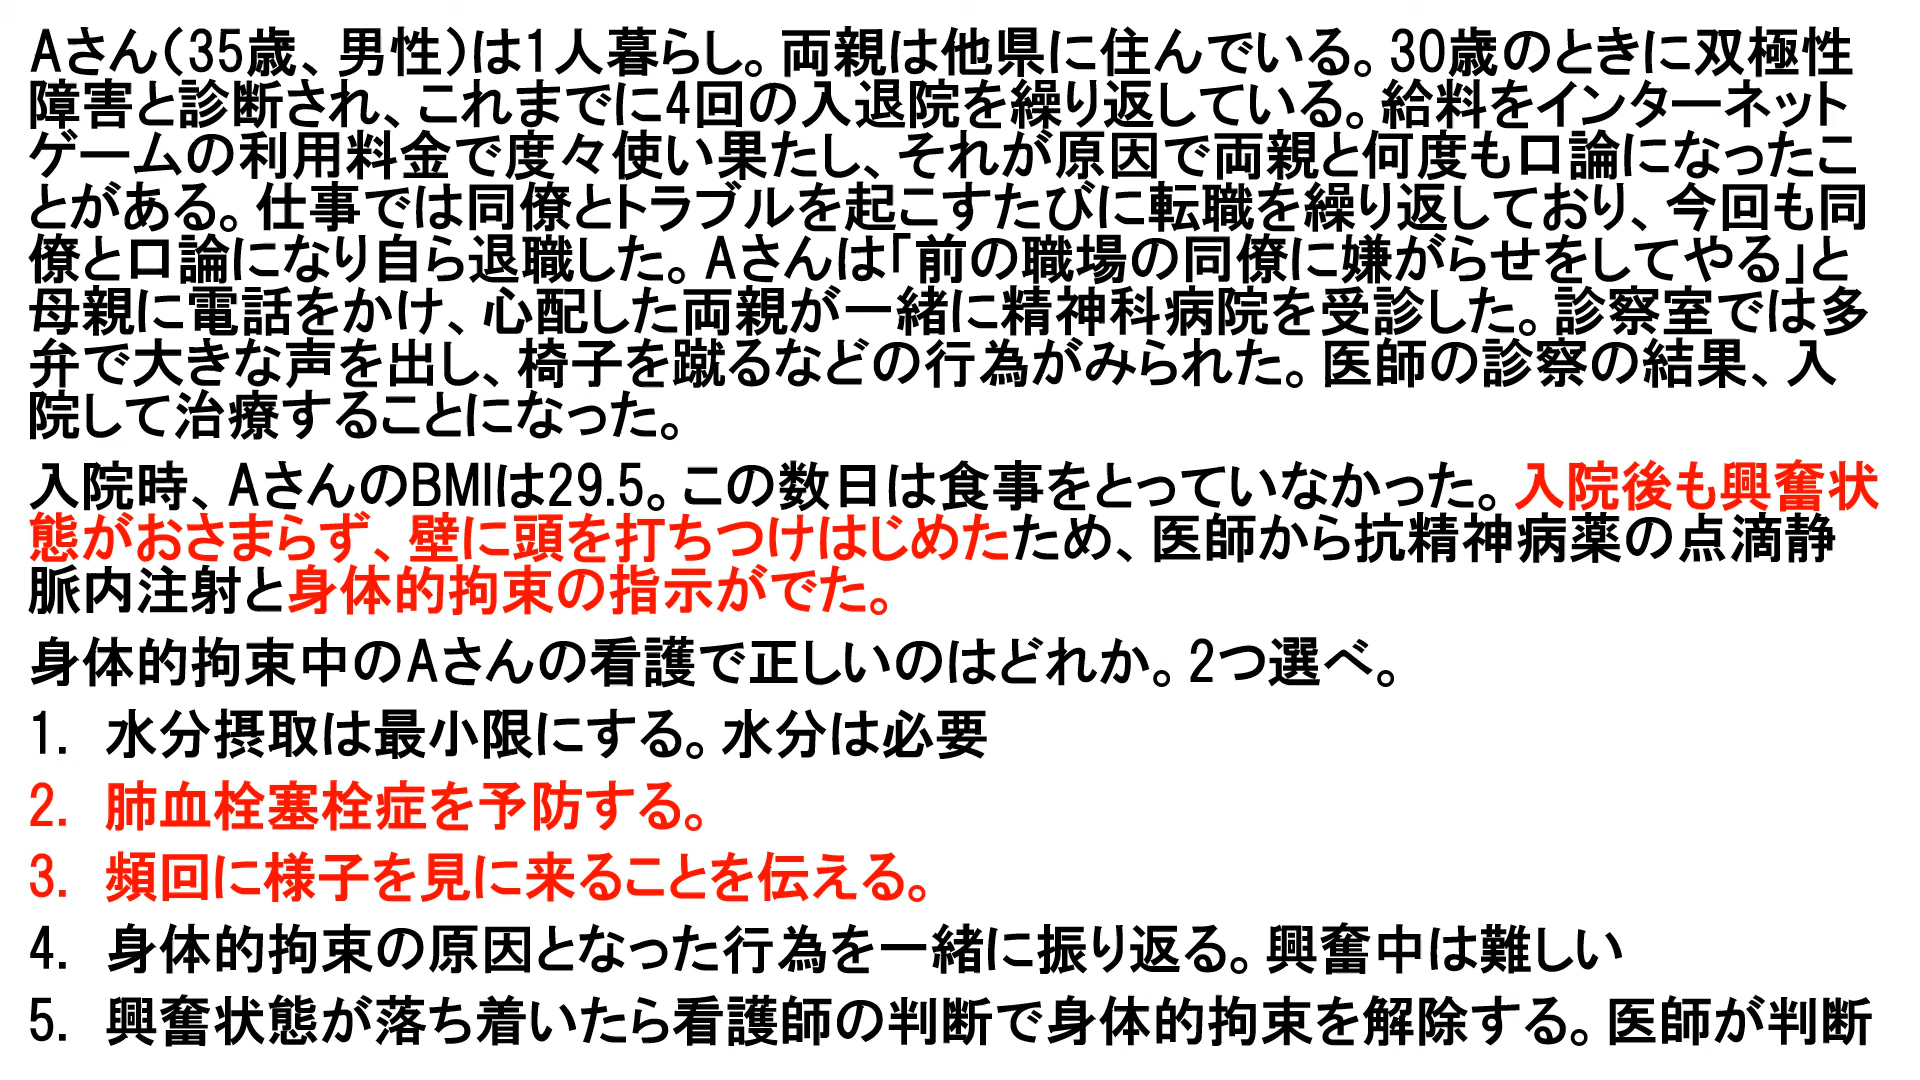 Aさん(35歳、男性)は1人暮らし。両親は他県に住んでいる。30歳のときに双極性
障害と診断され、これまでに4回の入退院を繰り返している。給料をインターネット
ゲームの利用料金で度々使い果たし、それが原因で両親と何度も口論になったこ
とがある。仕事では同僚とトラブルを起こすたびに転職を繰り返しており、今回も同
僚と口論になり自ら退職した。Aさんは「前の職場の同僚に嫌がらせをしてやる」と
母親に電話をかけ、心配した両親が一緒に精神科病院を受診した。診察室では多
弁で大きな声を出し、椅子を蹴るなどの行為がみられた。医師の診察の結果、入
院して治療することになった。
入院時、AさんのBMIは29.5。この数日は食事をとっていなかった。入院後も興奮状
態がおさまらず、壁に頭を打ちつけはじめたため、医師から抗精神病薬の点滴静
脈内注射と身体的拘束の指示がでた。
身体的拘束中のAさんの看護で正しいのはどれか。2つ選べ。
1. 水分摂取は最小限にする。水分は必要
2. 肺血栓塞栓症を予防する。
3. 頻回に様子を見に来ることを伝える。
4. 身体的拘束の原因となった行為を一緒に振り返る。興奮中は難しい
5. 興奮状態が落ち着いたら看護師の判断で身体的拘束を解除する。医師が判断